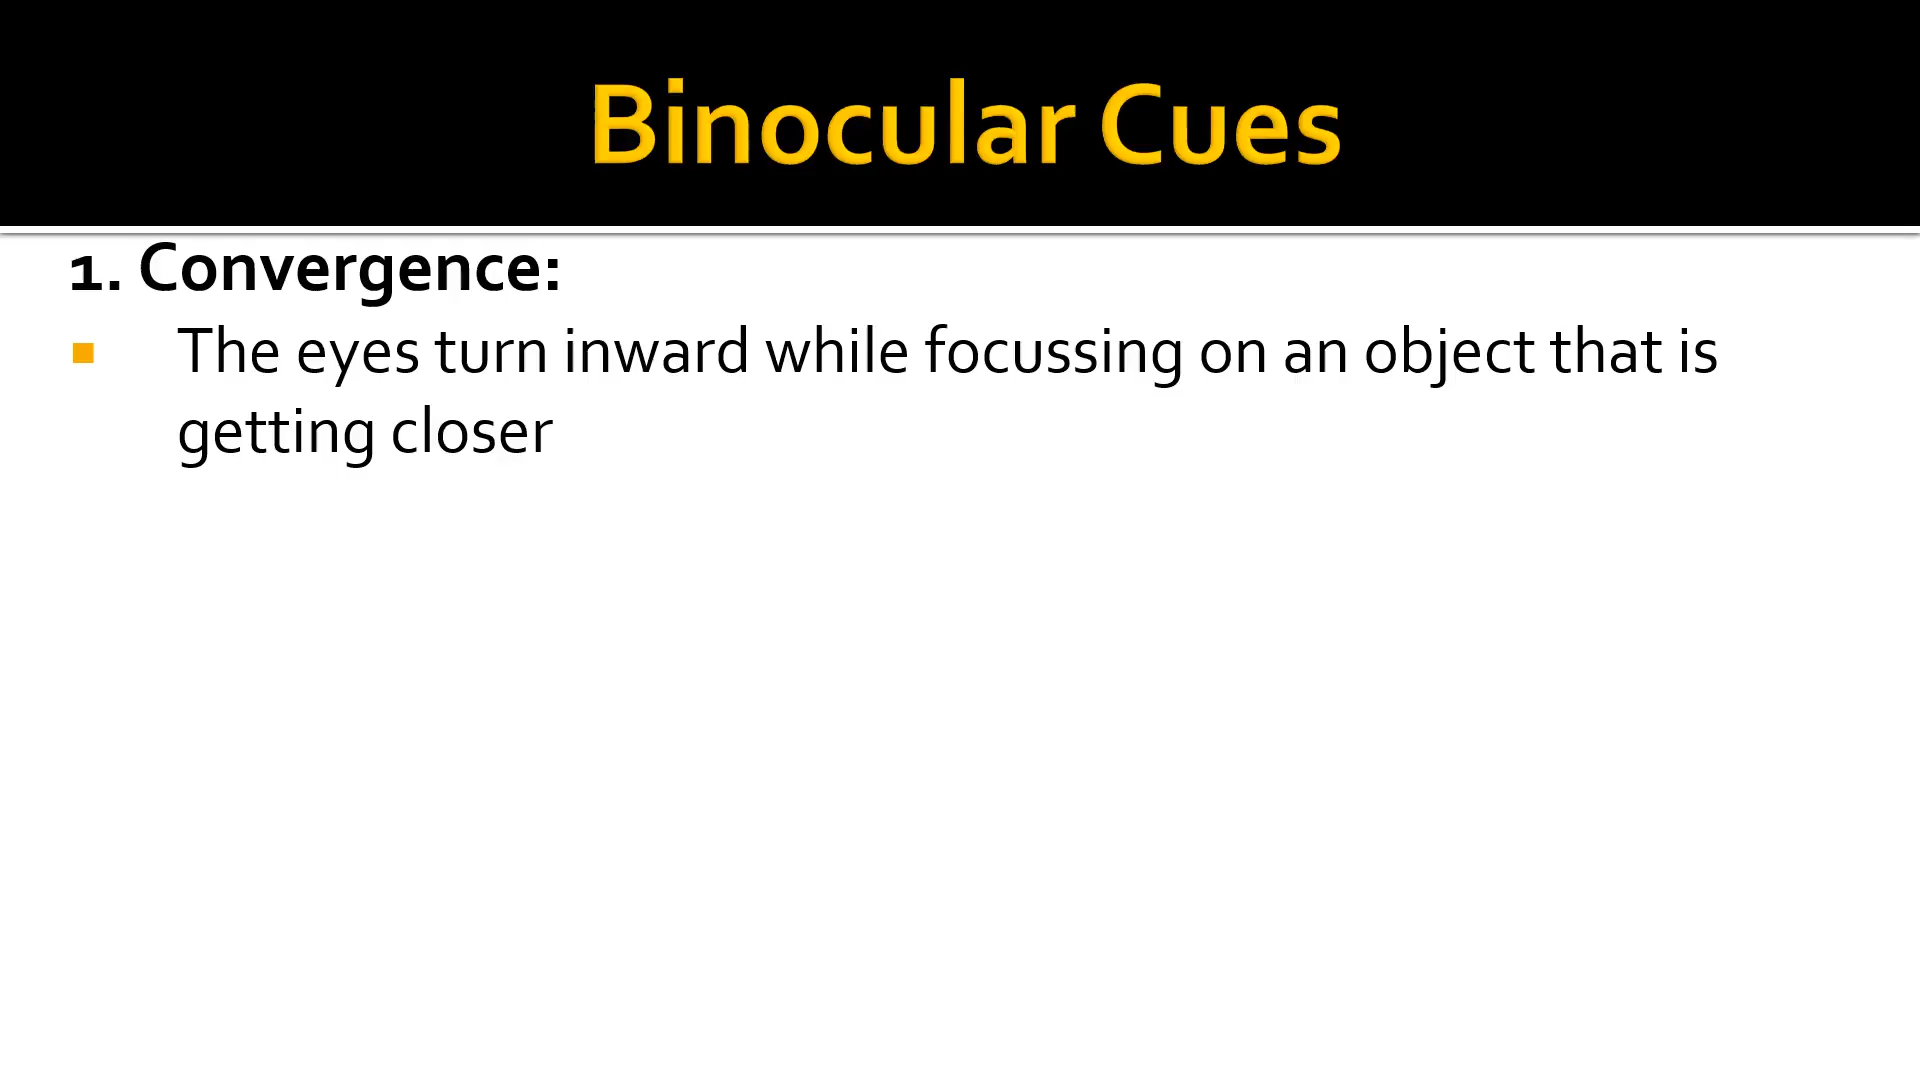 Binocular Cues
1. Convergence:
▪ The eyes turn inward while focussing on an object that is
getting closer